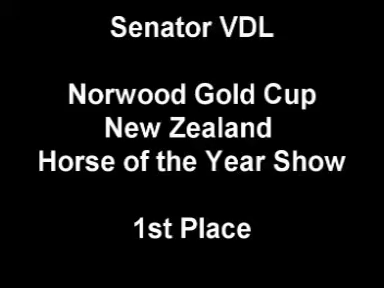 Senator VDL
Norwood Gold Cup
New Zealand
Horse of the Year Show
1st Place